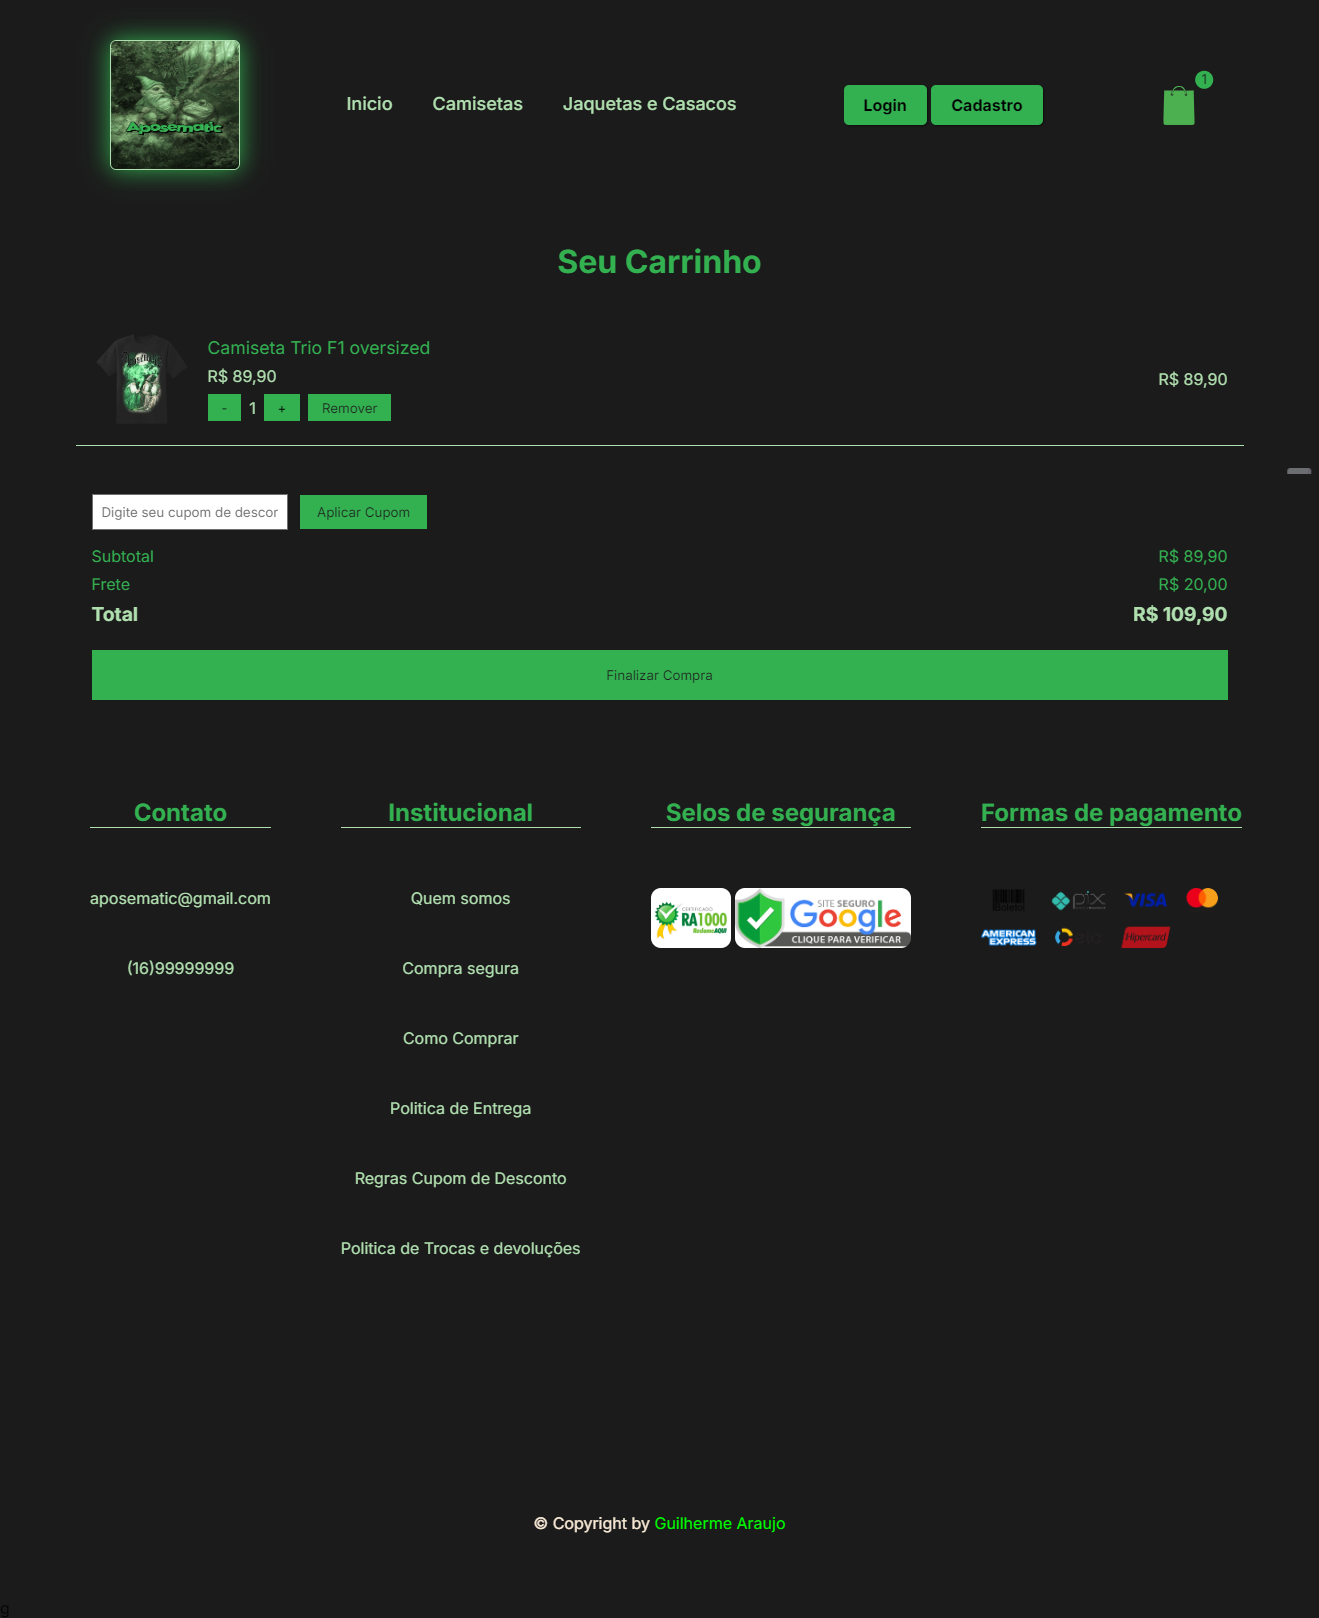 Aposematic
Inicio
Camisetas
Jaquetas e Casacos
Login
Cadastro
1
Seu Carrinho
Camiseta Trio F1 oversized
R$ 89,90
R$ 89,90
-
1
+
Remover
Digite seu cupom de descor
Aplicar Cupom
Subtotal
R$ 89,90
Frete
R$ 20,00
Total
R$ 109,90
Finalizar Compra
Contato
aposematic@gmail.com
(16)99999999
Institucional
Quem somos
Compra segura
Como Comprar
Politica de Entrega
Regras Cupom de Desconto
Politica de Trocas e devoluções
Selos de segurança
CERTIFICADO
RA1000
ReclameAQUI
SITE SEGURO
Google
CLIQUE PARA VERIFICAR
Formas de pagamento
Boleto
pix
VISA
AMERICAN
EXPRESS
elo
Hipercard
© Copyright by Guilherme Araujo
g